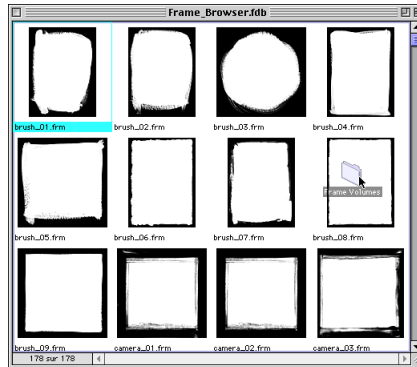 Frame_Browser.fdb
brush_01.frm
brush_02.frm
brush_03.frm
brush_04.frm
Frame Volumes
brush_05.frm
brush_06.frm
brush_07.frm
brush_08.frm
brush_09.frm
camera_01.frm
camera_02.frm
camera_03.frm
178 sur 178